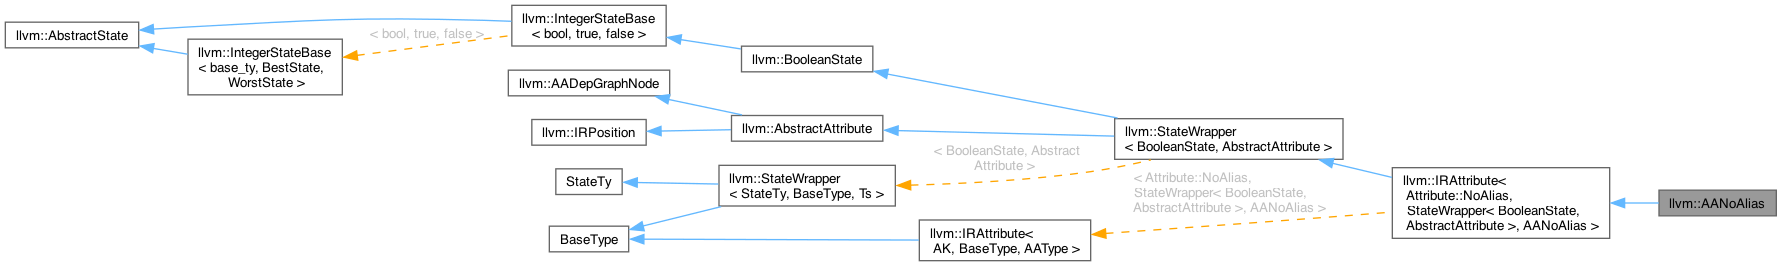 llvm::AbstractState
llvm::IntegerStateBase
< base_ty, BestState,
WorstState >
< bool, true, false >
llvm::IntegerStateBase
< bool, true, false >
llvm::AADepGraphNode
llvm::IRPosition
StateTy
BaseType
llvm::BooleanState
llvm::AbstractAttribute
llvm::StateWrapper
< StateTy, BaseType, Ts >
llvm::IRAttribute<
AK, BaseType, AAType >
< BooleanState, Abstract
Attribute >
llvm::StateWrapper
< BooleanState, AbstractAttribute >
< Attribute::NoAlias,
StateWrapper< BooleanState,
AbstractAttribute >, AANoAlias >
llvm::IRAttribute<
Attribute::NoAlias,
StateWrapper< BooleanState,
AbstractAttribute >, AANoAlias >
llvm::AANoAlias